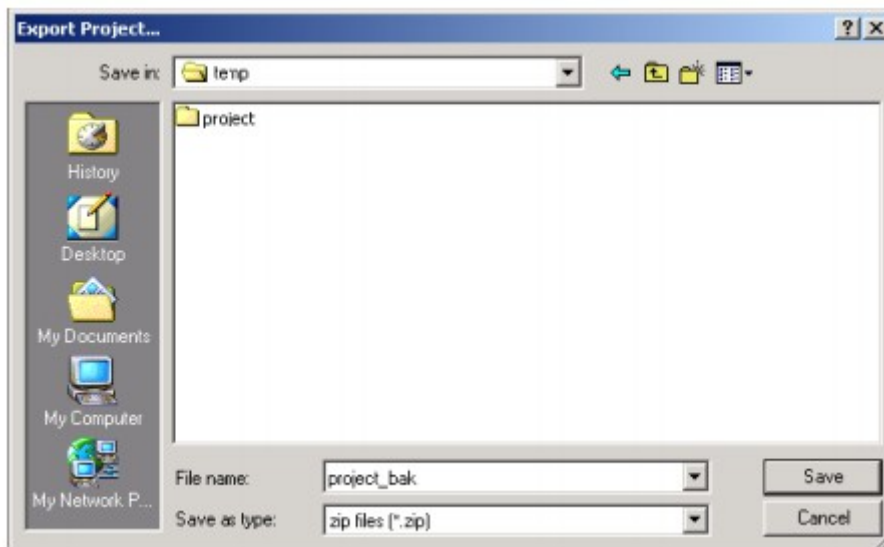 Export Project...
Save in: temp
project
History
Desktop
My Documents
My Computer
My Network P...
File name: project_bak Save
Save as type: zip files (*.zip) Cancel